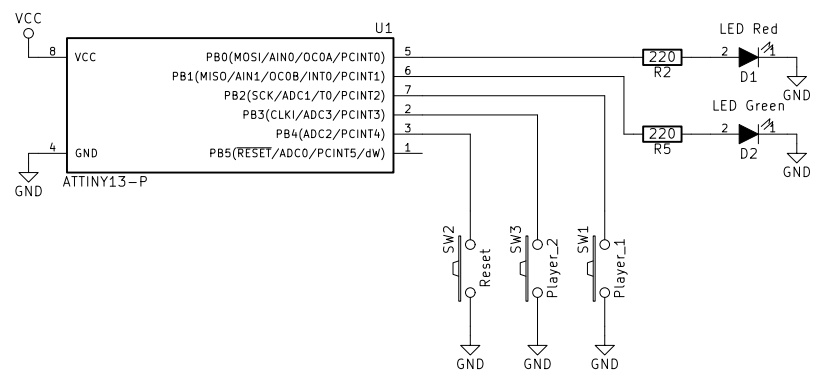 VCC
U1
LED Red
8 VCC PB0(MOSI/AIN0/OC0A/PCINT0) 5 220 2 1
R2 D1 GND
PB1(MISO/AIN1/OC0B/INT0/PCINT1) 6
PB2(SCK/ADC1/T0/PCINT2) 7
LED Green
PB3(CLKI/ADC3/PCINT3) 2
PB4(ADC2/PCINT4) 3 220 2 1
R5 D2 GND
4 GND PB5(RESET/ADC0/PCINT5/dW) 1
GND
ATTINY13-P
SW2 Reset
SW3 Player_2
SW1 Player_1
GND GND GND